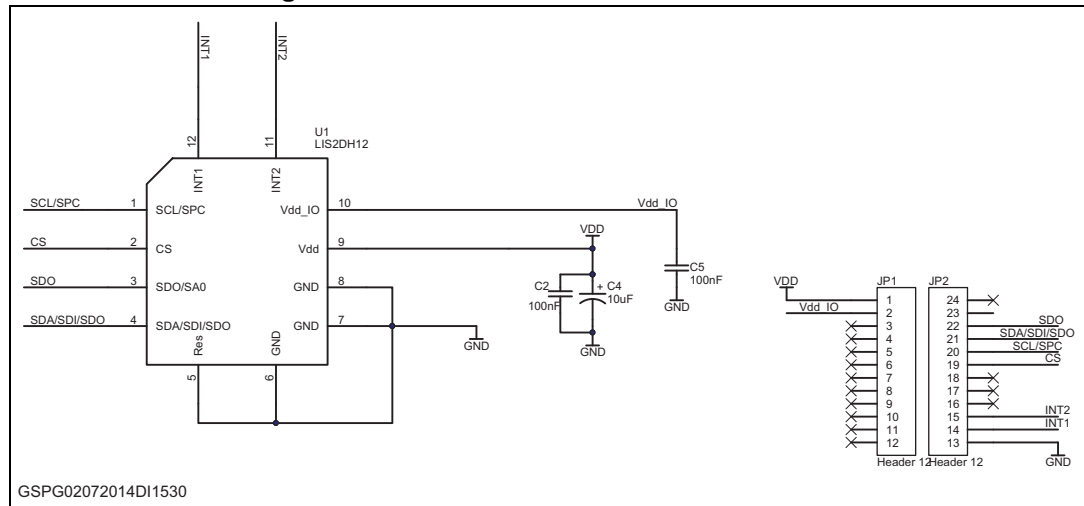 INT1
INT2
12
11
U1
LIS2DH12
INT1
INT2
SCL/SPC
1
SCL/SPC
Vdd_IO
10
Vdd_IO
CS
2
CS
Vdd
9
VDD
SDO
3
SDO/SA0
GND
8
C2
100nF
+
C4
10uF
C5
100nF
GND
SDA/SDI/SDO
4
SDA/SDI/SDO
GND
7
GND
GND
Res
GND
5
6
VDD
Vdd_IO
JP1
1
2
3
4
5
6
7
8
9
10
11
12
Header 12
JP2
24
23
22
SDO
21
SDA/SDI/SDO
20
SCL/SPC
19
CS
18
17
16
15
INT2
14
INT1
13
GND
Header 12
GSPG02072014DI1530